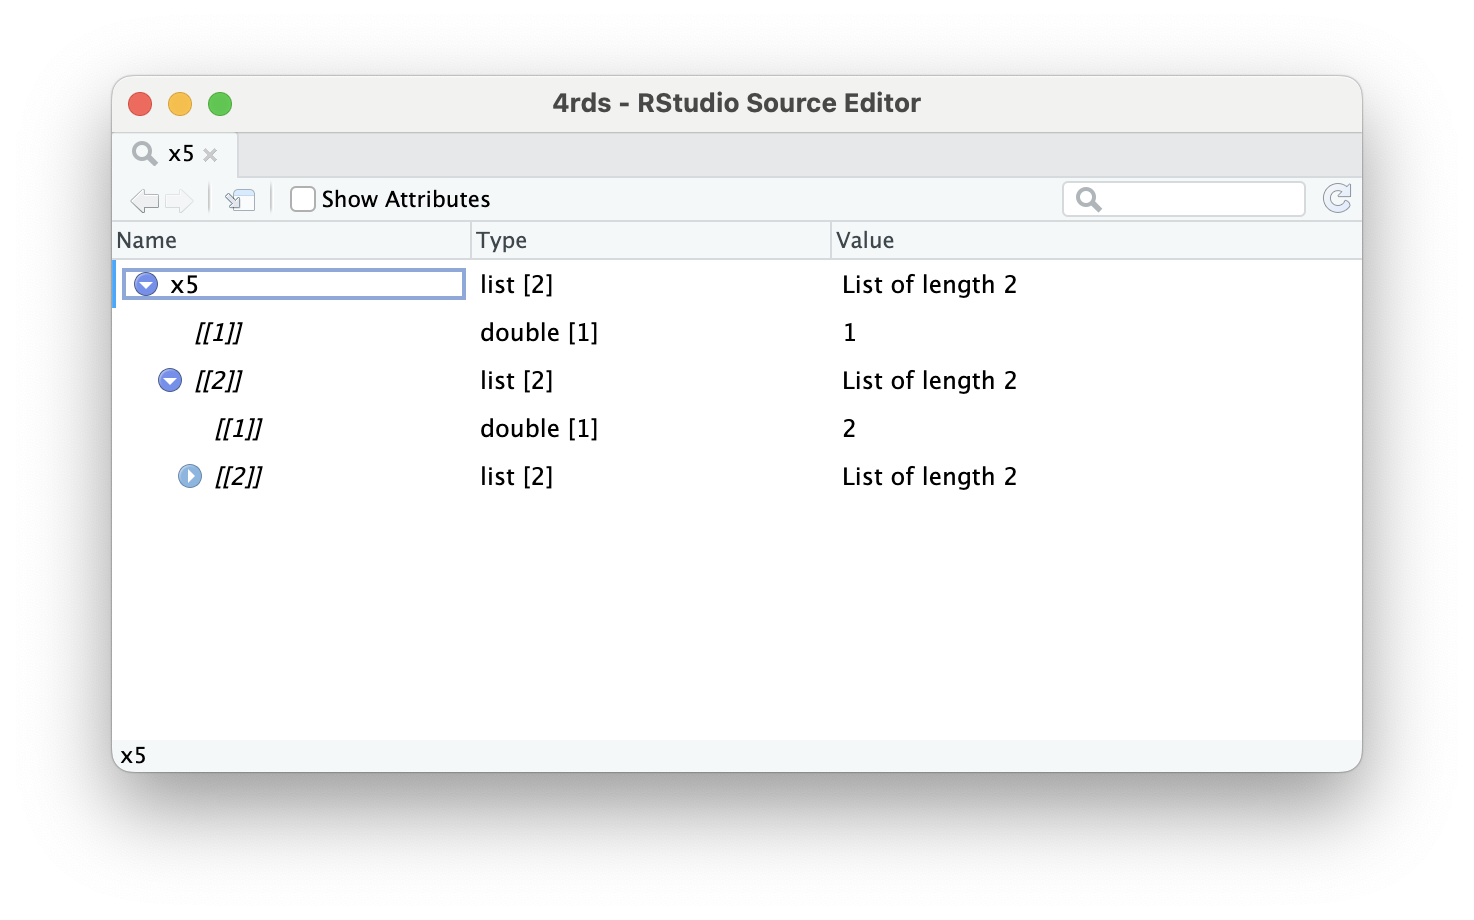 4rds - RStudio Source Editor
x5
Show Attributes
Name Type Value
x5 list [2] List of length 2
[[1]] double [1] 1
[[2]] list [2] List of length 2
[[1]] double [1] 2
[[2]] list [2] List of length 2
x5